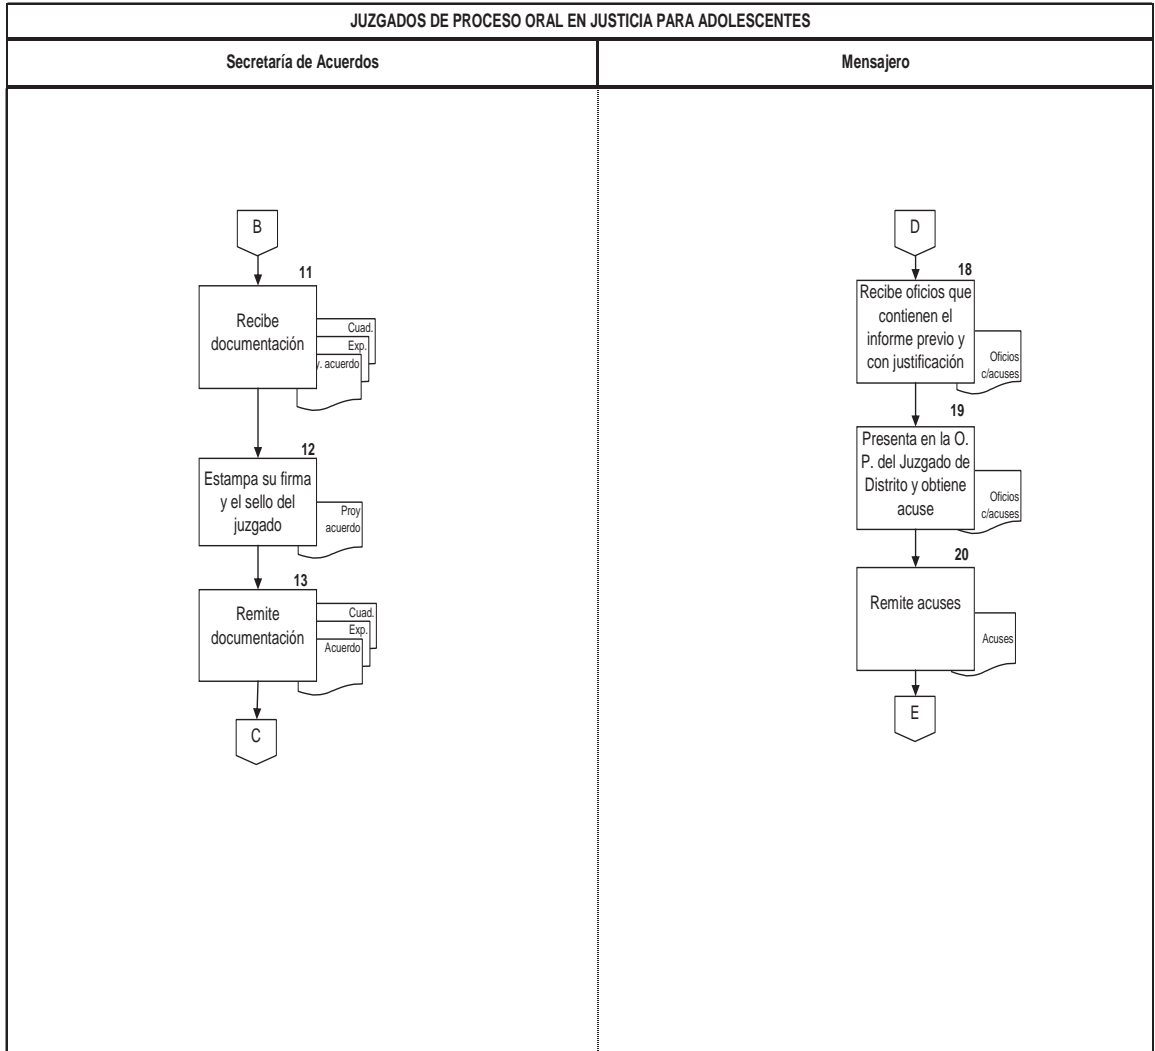 JUZGADOS DE PROCESO ORAL EN JUSTICIA PARA ADOLESCENTES
Secretaría de Acuerdos
Mensajero
B
11
Recibe
documentación
Cuad.
Exp.
y. acuerdo
12
Estampa su firma
y el sello del
juzgado
Proy
acuerdo
13
Remite
documentación
Cuad.
Exp.
Acuerdo
C
D
18
Recibe oficios que
contienen el
informe previo y
con justificación
Oficios
c/acuses
19
Presenta en la O.
P. del Juzgado de
Distrito y obtiene
acuse
Oficios
c/acuses
20
Remite acuses
Acuses
E